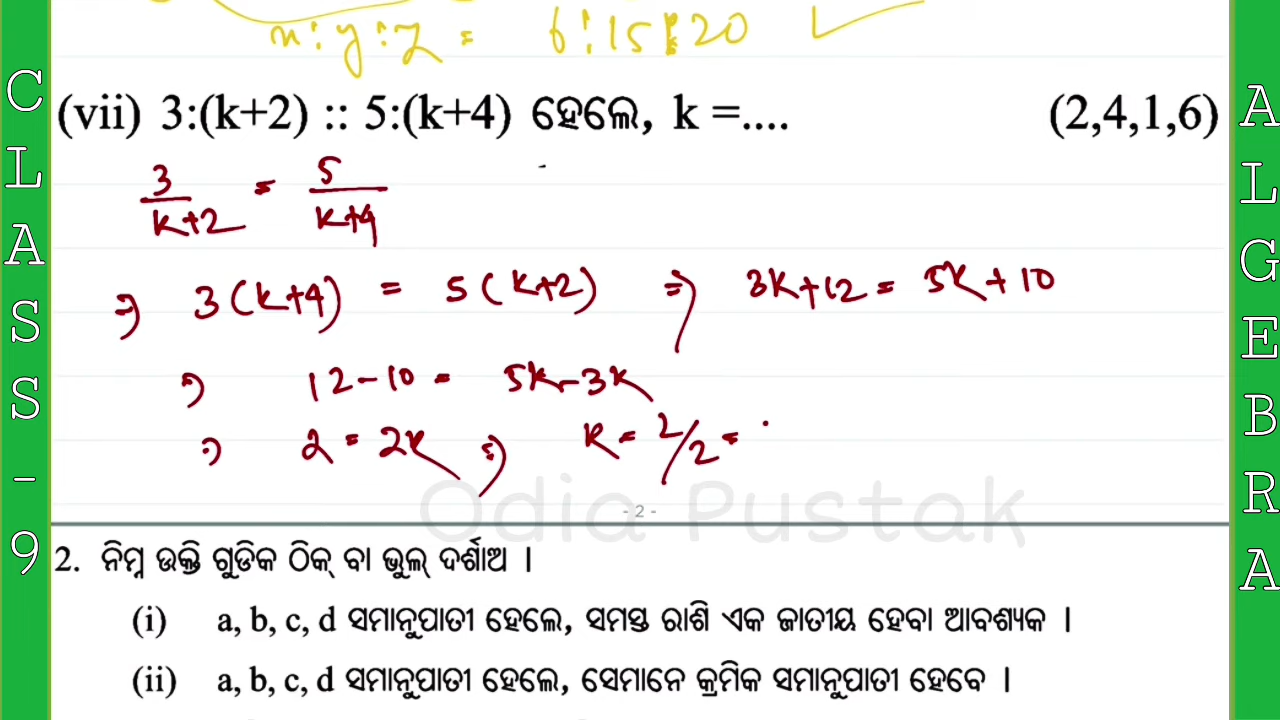 x : y : z = 6 : 15 : 20
(vii) 3:(k+2) :: 5:(k+4) ହେଲେ, k =.... (2,4,1,6)
3/k+2 = 5/k+4
⇒ 3(k+4) = 5(k+2) ⇒ 3k+12 = 5k+10
⇒ 12-10 = 5k-3k
⇒ 2 = 2k ⇒ k = 2/2 =
Odia Pustak
- 2 -
2. ନିମ୍ନ ଉକ୍ତି ଗୁଡିକ ଠିକ୍ ବା ଭୁଲ୍ ଦର୍ଶାଅ ।
(i) a, b, c, d ସମାନୁପାତୀ ହେଲେ, ସମସ୍ତ ରାଶି ଏକ ଜାତୀୟ ହେବା ଆବଶ୍ୟକ ।
(ii) a, b, c, d ସମାନୁପାତୀ ହେଲେ, ସେମାନେ କ୍ରମିକ ସମାନୁପାତୀ ହେବେ ।
CLASS-9
ALGEBRA